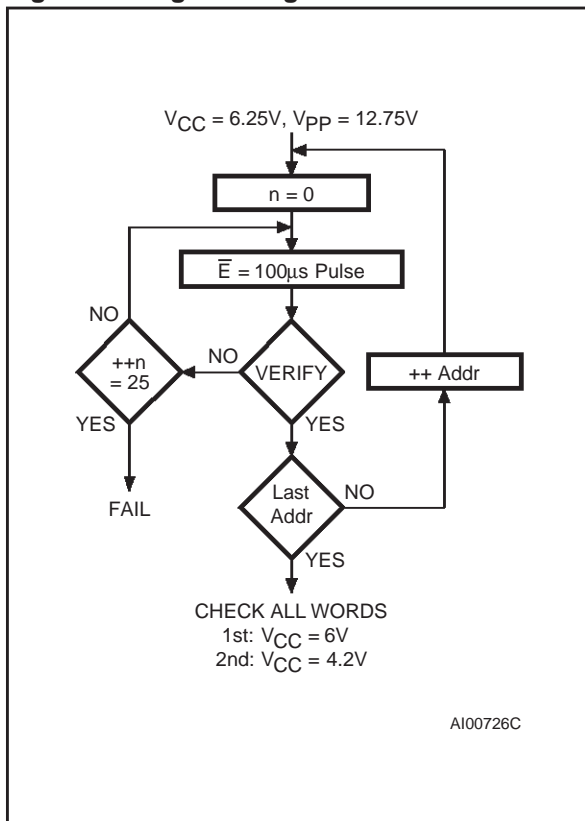 VCC = 6.25V, VPP = 12.75V
n = 0
E̅ = 100μs Pulse
NO
++n
= 25
NO
VERIFY
++ Addr
YES
YES
FAIL
Last
Addr
NO
YES
CHECK ALL WORDS
1st: VCC = 6V
2nd: VCC = 4.2V
AI00726C